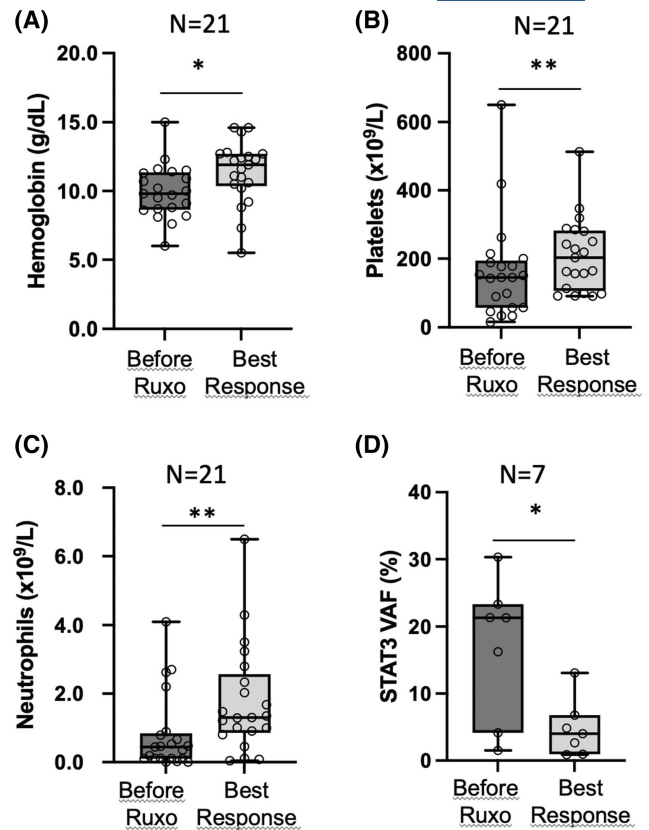 (A)
N=21
*
Hemoglobin (g/dL)
20.0
15.0
10.0
5.0
0.0
Before
Ruxo
Best
Response
(B)
N=21
**
Platelets (x10⁹/L)
800
600
400
200
0
Before
Ruxo
Best
Response
(C)
N=21
**
Neutrophils (x10⁹/L)
8.0
6.0
4.0
2.0
0.0
Before
Ruxo
Best
Response
(D)
N=7
*
STAT3 VAF (%)
40
30
20
10
0
Before
Ruxo
Best
Response